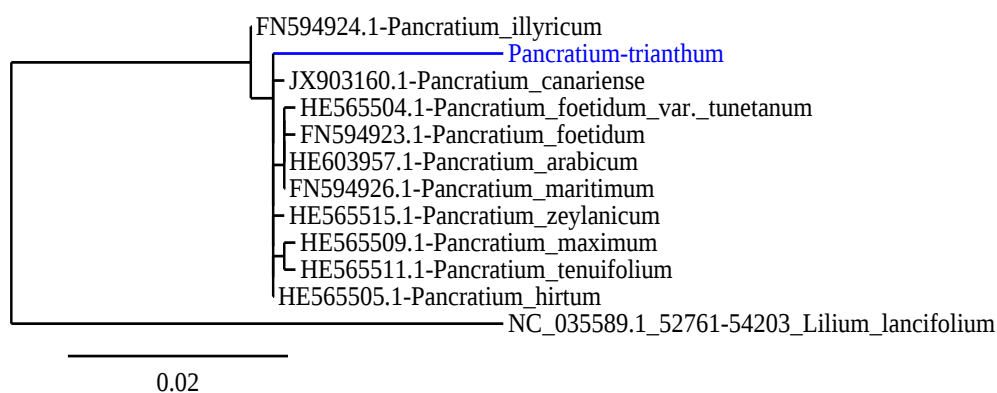 FN594924.1-Pancratium_illyricum
Pancratium-trianthum
JX903160.1-Pancratium_canariense
HE565504.1-Pancratium_foetidum_var._tunetanum
FN594923.1-Pancratium_foetidum
HE603957.1-Pancratium_arabicum
FN594926.1-Pancratium_maritimum
HE565515.1-Pancratium_zeylanicum
HE565509.1-Pancratium_maximum
HE565511.1-Pancratium_tenuifolium
HE565505.1-Pancratium_hirtum
NC_035589.1_52761-54203_Lilium_lancifolium
0.02